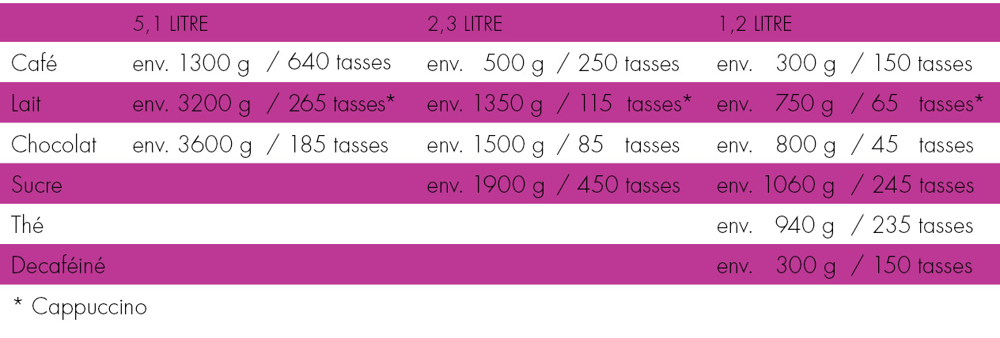 5,1 LITRE 2,3 LITRE 1,2 LITRE
Café env. 1300 g / 640 tasses env. 500 g / 250 tasses env. 300 g / 150 tasses
Lait env. 3200 g / 265 tasses* env. 1350 g / 115 tasses* env. 750 g / 65 tasses*
Chocolat env. 3600 g / 185 tasses env. 1500 g / 85 tasses env. 800 g / 45 tasses
Sucre env. 1900 g / 450 tasses env. 1060 g / 245 tasses
Thé env. 940 g / 235 tasses
Decaféiné env. 300 g / 150 tasses
* Cappuccino